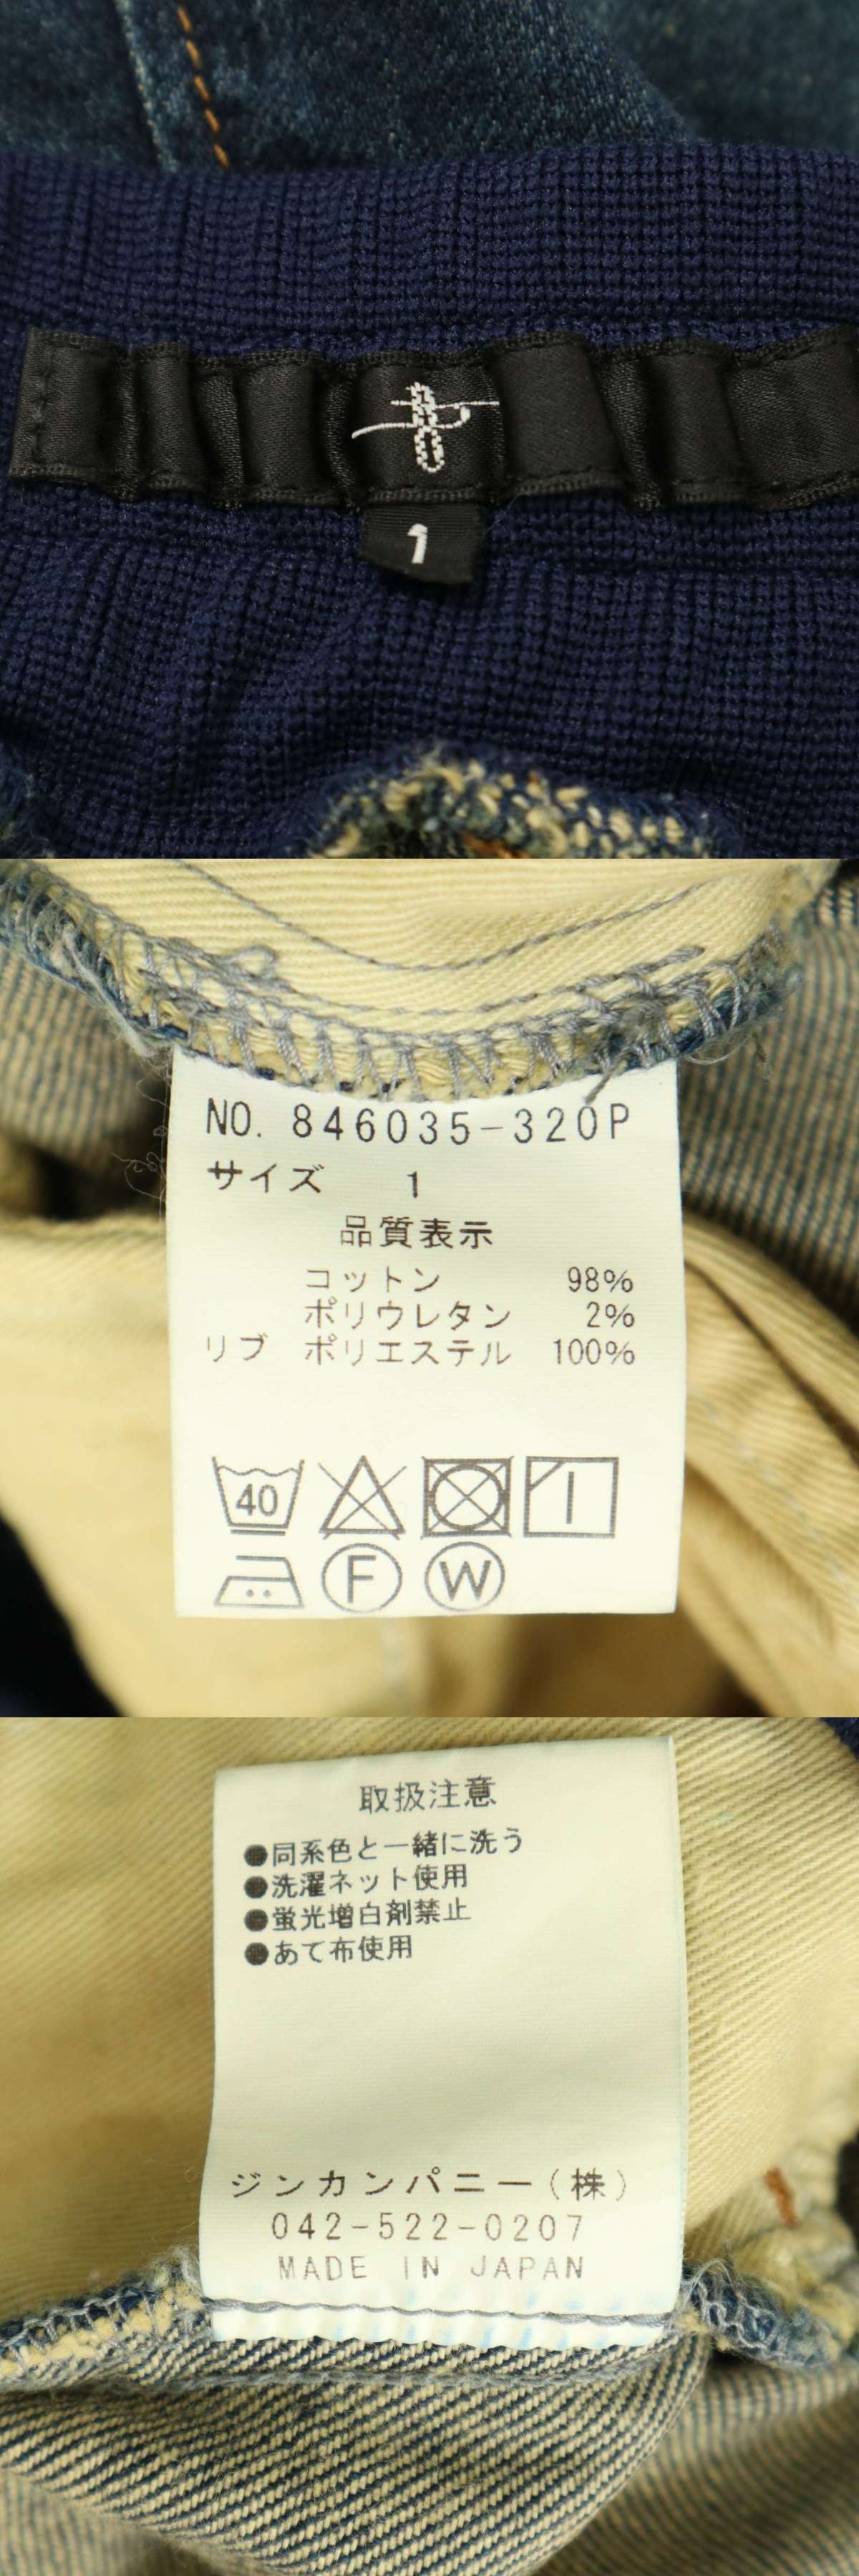 1
NO. 846035-320P
サイズ 1
品質表示
コットン 98%
ポリウレタン 2%
リブ ポリエステル 100%
40
F W
取扱注意
●同系色と一緒に洗う
●洗濯ネット使用
●蛍光増白剤禁止
●あて布使用
ジンカンパニー(株)
042-522-0207
MADE IN JAPAN